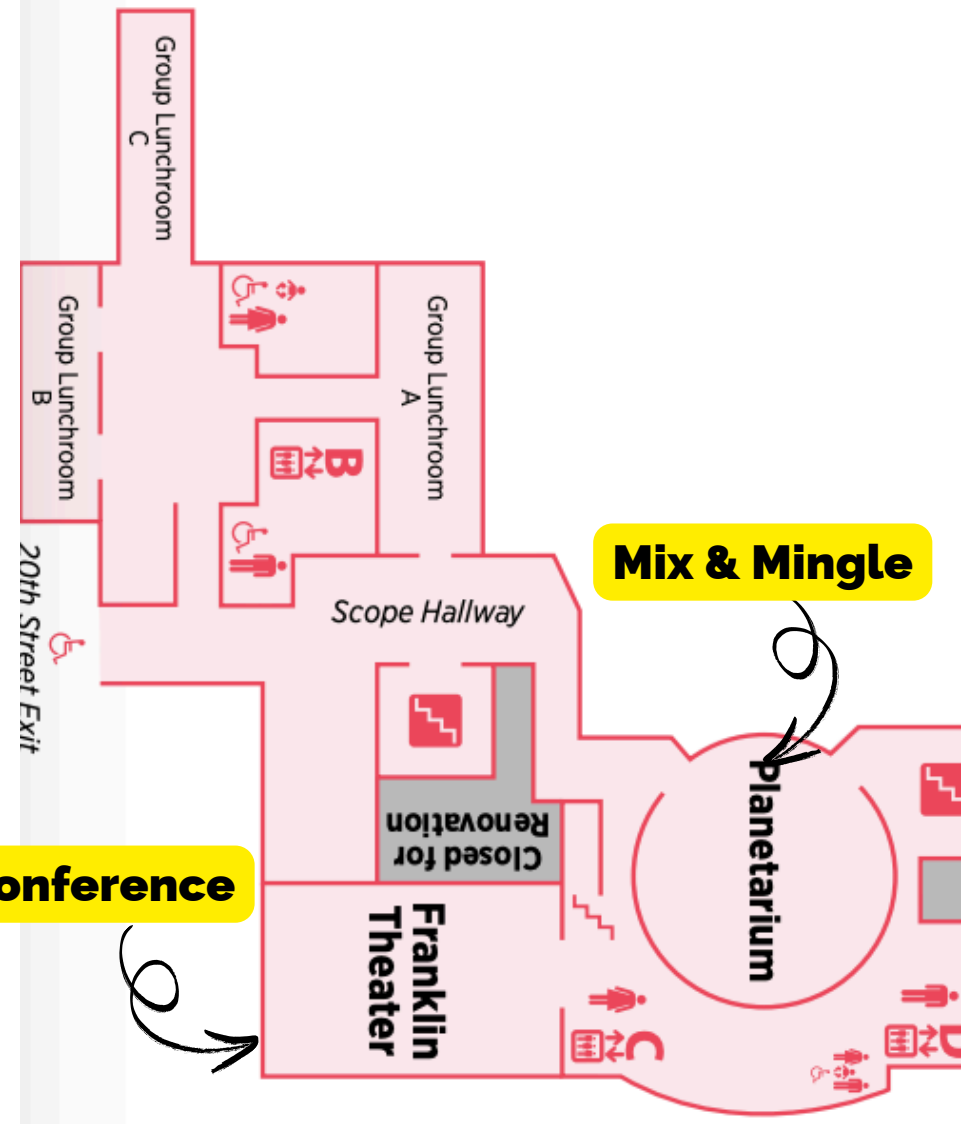 Group Lunchroom
C
Group Lunchroom
B
Group Lunchroom
A
B
Scope Hallway
20th Street Exit
Mix & Mingle
Planetarium
Closed for
Renovation
onference
Franklin
Theater
C
D